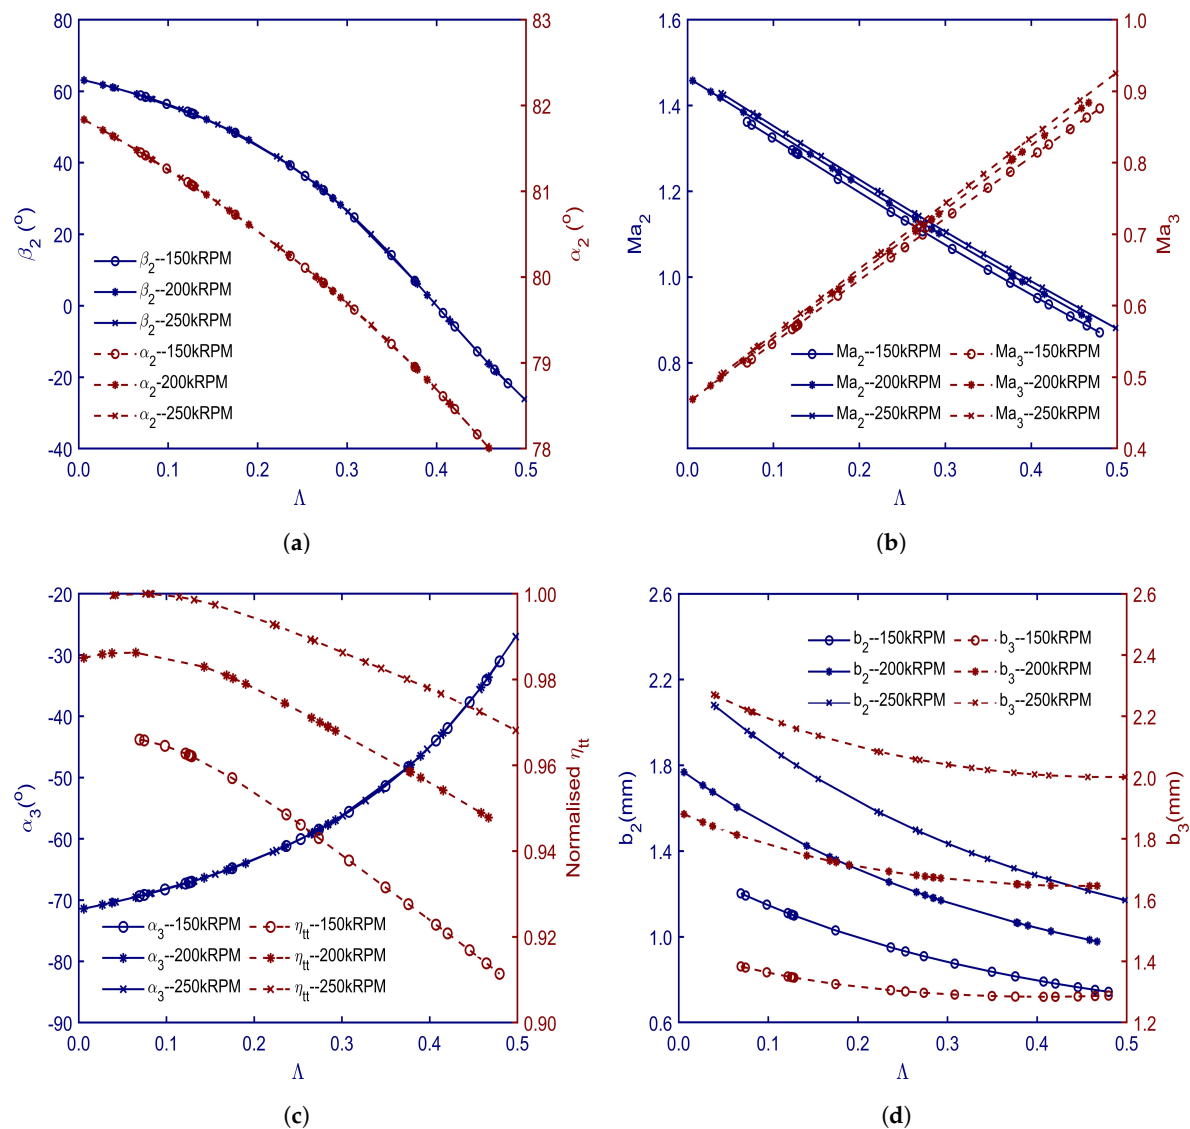 80
60
40
20
0
-20
-40
β2 (o)
83
82
81
80
79
78
α2 (o)
β2--150kRPM
β2--200kRPM
β2--250kRPM
α2--150kRPM
α2--200kRPM
α2--250kRPM
0.0 0.1 0.2 0.3 0.4 0.5
Λ
(a)
1.6
1.4
1.2
1.0
0.8
Ma2
1.0
0.9
0.8
0.7
0.6
0.5
0.4
Ma3
Ma2--150kRPM Ma3--150kRPM
Ma2--200kRPM Ma3--200kRPM
Ma2--250kRPM Ma3--250kRPM
0.0 0.1 0.2 0.3 0.4 0.5
Λ
(b)
-20
-30
-40
-50
-60
-70
-80
-90
α3(o)
1.00
0.98
0.96
0.94
0.92
0.90
Normalised ηtt
α3--150kRPM ηtt--150kRPM
α3--200kRPM ηtt--200kRPM
α3--250kRPM ηtt--250kRPM
0.0 0.1 0.2 0.3 0.4 0.5
Λ
(c)
2.6
2.2
1.8
1.4
1.0
0.6
b2(mm)
2.6
2.4
2.2
2.0
1.8
1.6
1.4
1.2
b3(mm)
b2--150kRPM b3--150kRPM
b2--200kRPM b3--200kRPM
b2--250kRPM b3--250kRPM
0.0 0.1 0.2 0.3 0.4 0.5
Λ
(d)